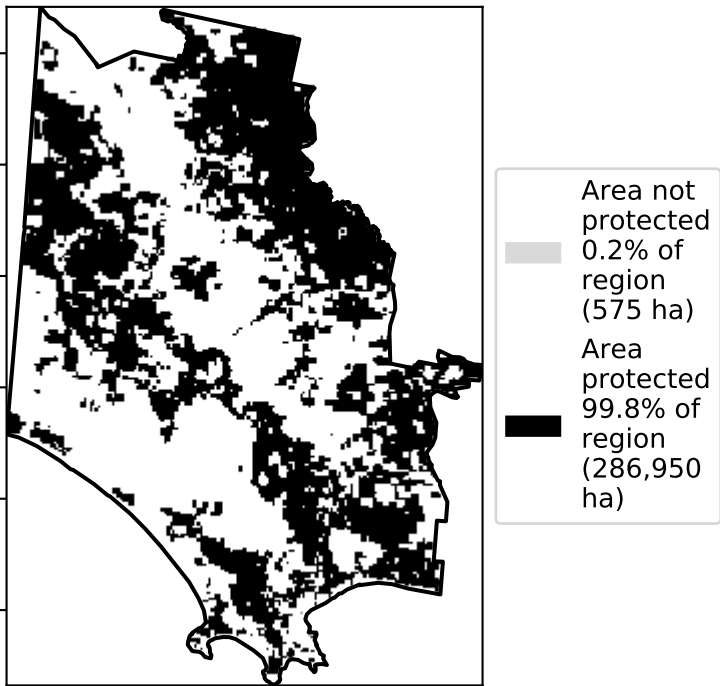 Area not
protected
0.2% of
region
(575 ha)
Area
protected
99.8% of
region
(286,950
ha)